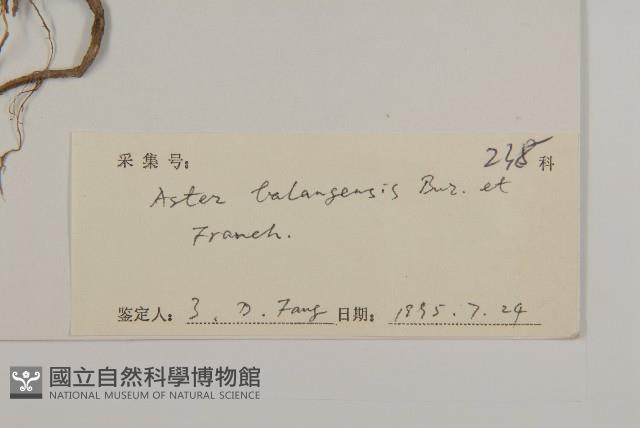 采集号： 238 科
Aster balangensis Bur. et
Franch.
鉴定人： Z. D. Fang 日期： 1995.7.24
國立自然科學博物館
NATIONAL MUSEUM OF NATURAL SCIENCE